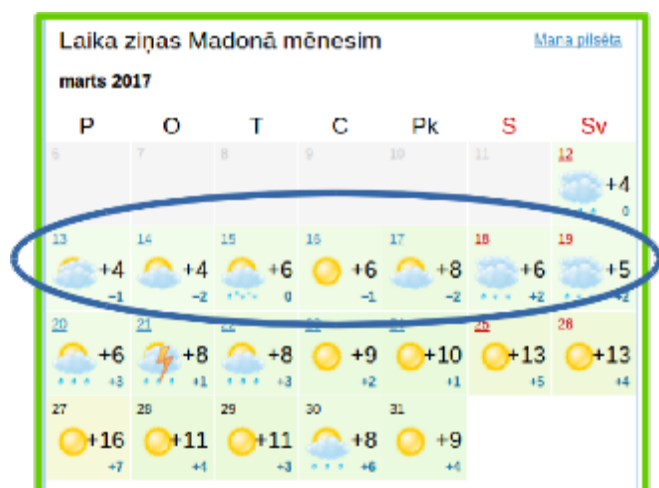 Laika ziņas Madonā mēnesim Mana pilsēta
marts 2017
P O T C Pk S Sv
6 7 8 9 10 11 12
+4
0
13 14 15 16 17 18 19
+4 +4 +6 +6 +8 +6 +5
-1 -2 0 -1 -2 +2 +2
20 21 22 23 24 25 26
+6 +8 +8 +9 +10 +13 +13
+3 +1 +3 +2 +1 +5 +4
27 28 29 30 31
+16 +11 +11 +8 +9
+7 +4 +3 +6 +4